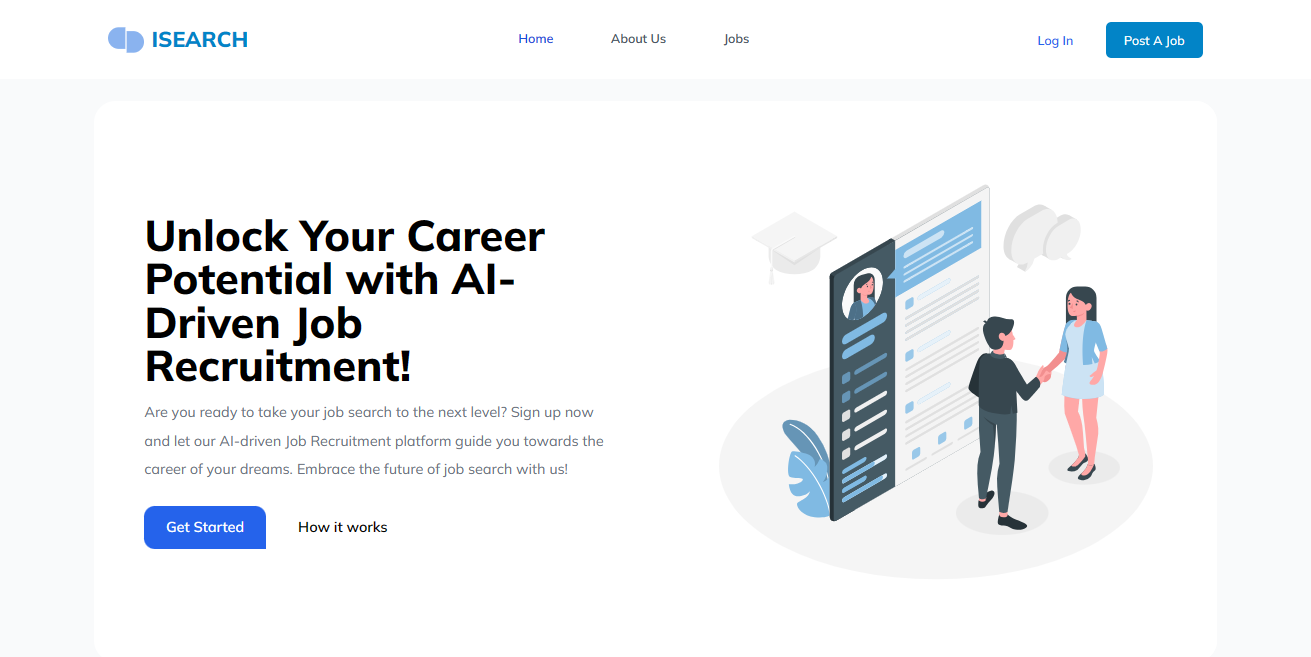 ISEARCH
Home
About Us
Jobs
Log In
Post A Job
Unlock Your Career
Potential with AI-
Driven Job
Recruitment!
Are you ready to take your job search to the next level? Sign up now
and let our AI-driven Job Recruitment platform guide you towards the
career of your dreams. Embrace the future of job search with us!
Get Started
How it works